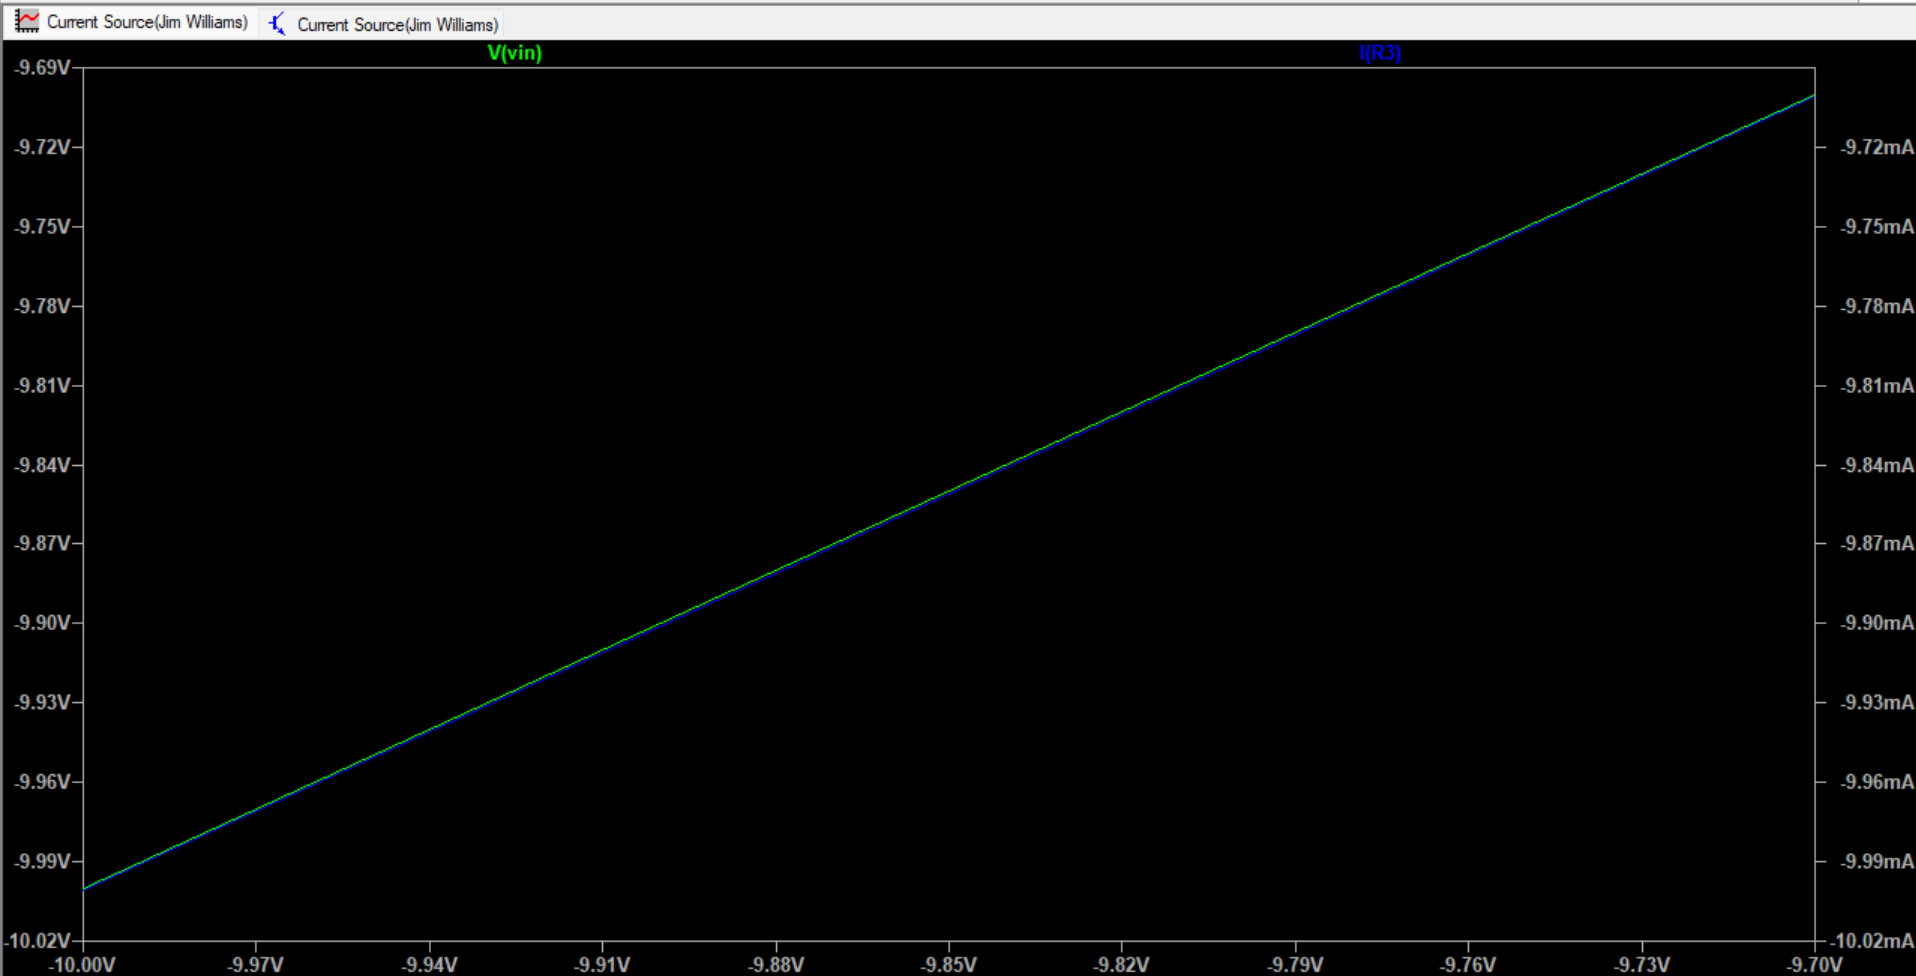 Current Source(Jim Williams) Current Source(Jim Williams)
V(vin) I(R3)
-9.69V
-9.72V -9.72mA
-9.75V -9.75mA
-9.78V -9.78mA
-9.81V -9.81mA
-9.84V -9.84mA
-9.87V -9.87mA
-9.90V -9.90mA
-9.93V -9.93mA
-9.96V -9.96mA
-9.99V -9.99mA
-10.02V -10.02mA
-10.00V -9.97V -9.94V -9.91V -9.88V -9.85V -9.82V -9.79V -9.76V -9.73V -9.70V